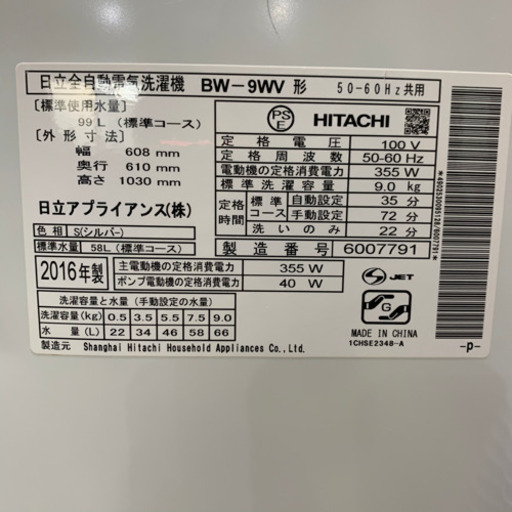 日立全自動電気洗濯機 BW-9WV 形 50-60Hz共用
〔標準使用水量〕
99L (標準コース)
〔外形寸法〕
幅 608 mm
奥行 610 mm
高さ 1030 mm
日立アプライアンス(株)
色相 S(シルバー)
標準水量 58L (標準コース)
PS
E
HITACHI
定格電圧 100 V
定格周波数 50-60 Hz
電動機の定格消費電力 355 W
標準洗濯容量 9.0 kg
定格時間 標準コース 自動設定 35 分
手動設定 72 分
洗いのみ 22 分
製造番号 6007791
2016年製
主電動機の定格消費電力 355 W
ポンプ電動機の定格消費電力 40 W
洗濯容量と水量 (手動設定の水量)
洗濯容量(kg) 0.5 3.5 5.5 7.5 9.0
水量(L) 22 34 46 58 66
S JET
G
MADE IN CHINA
1CHSE2348-A
製造元 Shanghai Hitachi Household Appliances Co.,Ltd.
-p-